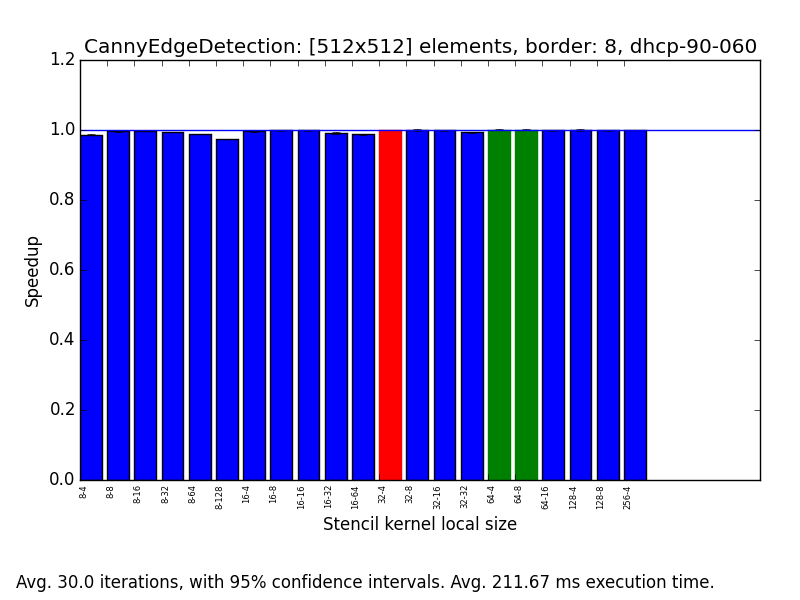 CannyEdgeDetection: [512x512] elements, border: 8, dhcp-90-060
1.2
1.0
0.8
0.6
0.4
0.2
0.0
Speedup
8-4 8-8 8-16 8-32 8-64 8-128 16-4 16-8 16-16 16-32 16-64 32-4 32-8 32-16 32-32 64-4 64-8 64-16 128-4 128-8 256-4
Stencil kernel local size
Avg. 30.0 iterations, with 95% confidence intervals. Avg. 211.67 ms execution time.